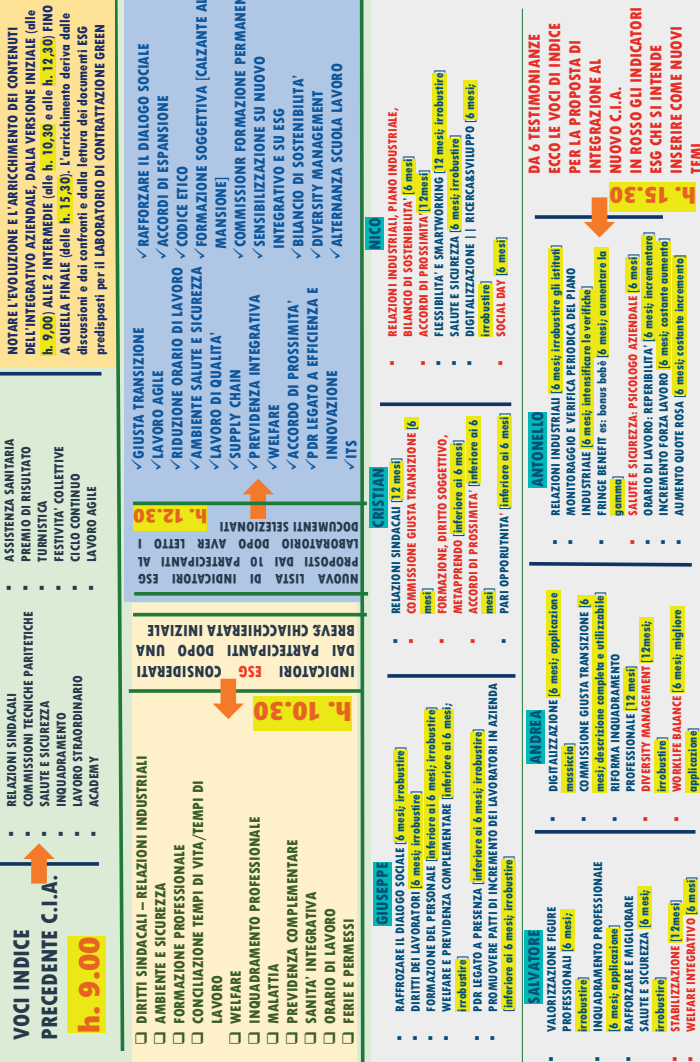 VOCI INDICE
PRECEDENTE C.I.A.
h. 9.00
RELAZIONI SINDACALI
COMMISSIONI TECNICHE PARITETICHE
SALUTE E SICUREZZA
INQUADRAMENTO
LAVORO STRAORDINARIO
ACADEMY
ASSISTENZA SANITARIA
PREMIO DI RISULTATO
TURNISTICA
FESTIVITA' COLLETTIVE
CICLO CONTINUO
LAVORO AGILE
NOTARE L'EVOLUZIONE E L'ARRICCHIMENTO DEI CONTENUTI
DELL'INTEGRATIVO AZIENDALE, DALLA VERSIONE INIZIALE (alle
h. 9,00) ALLE 2 INTERMEDIE (alle h. 10,30 e alle h. 12,30) FINO
A QUELLA FINALE (delle h. 15,30). L'arricchimento deriva dalle
discussioni e dai confronti e dalla lettura dei documenti ESG
predisposti per il LABORATORIO DI CONTRATTAZIONE GREEN
DIRITTI SINDACALI – RELAZIONI INDUSTRIALI
AMBIENTE E SICUREZZA
FORMAZIONE PROFESSIONALE
CONCILIAZIONE TEMPI DI VITA/TEMPI DI
LAVORO
WELFARE
INQUADRAMENTO PROFESSIONALE
MALATTIA
PREVIDENZA COMPLEMENTARE
SANITA' INTEGRATIVA
ORARIO DI LAVORO
FERIE E PERMESSI
h. 10.30
INDICATORI ESG CONSIDERATI
DAI PARTECIPANTI DOPO UNA
BREVE CHIACCHIERATA INIZIALE
NUOVA LISTA DI INDICATORI ESG
PROPOSTI DAI 10 PARTECIPANTI AL
LABORATORIO DOPO AVER LETTO I
DOCUMENTI SELEZIONATI
h. 12.30
GIUSTA TRANSIZIONE
LAVORO AGILE
RIDUZIONE ORARIO DI LAVORO
AMBIENTE SALUTE E SICUREZZA
LAVORO DI QUALITA'
SUPPLY CHAIN
PREVIDENZA INTEGRATIVA
WELFARE
ACCORDO DI PROSSIMITA'
PDR LEGATO A EFFICIENZA E
INNOVAZIONE
ITS
RAFFORZARE IL DIALOGO SOCIALE
ACCORDI DI ESPANSIONE
CODICE ETICO
FORMAZIONE SOGGETTIVA [CALZANTE AL
MANSIONE]
COMMISSIONR FORMAZIONE PERMANEN
SENSIBILIZZAZIONE SU NUOVO
INTEGRATIVO E SU ESG
BILANCIO DI SOSTENIBILITA'
DIVERSITY MANAGEMENT
ALTERNANZA SCUOLA LAVORO
GIUSEPPE
RAFFROZARE IL DIALOGO SOCIALE [6 mesi; irrobustire]
DIRITTI DEI LAVORATORI [6 mesi; irrobustire]
FORMAZIONE DEL PERSONALE [inferiore ai 6 mesi; irrobustire]
WELFARE E PREVIDENZA COMPLEMENTARE [inferiore ai 6 mesi;
irrobustire]
PDR LEGATO A PRESENZA [inferiore ai 6 mesi; irrobustire]
PROMUOVERE PATTI DI INCREMENTO DEI LAVORATORI IN AZIENDA
[inferiore ai 6 mesi; irrobustire]
CRISTIAN
RELAZIONI SINDACALI [12 mesi]
COMMISSIONE GIUSTA TRANSIZIONE [6
mesi]
FORMAZIONE, DIRITTO SOGGETTIVO,
METAPPRENDO [inferiore ai 6 mesi]
ACCORDI DI PROSSIMITA' [inferiore ai 6
mesi]
PARI OPPORUTNITA' [inferiore ai 6 mesi]
NICO
RELAZIONI INDUSTRIALI, PIANO INDUSTRIALE,
BILANCIO DI SOSTENIBILITA' [6 mesi]
ACCORDI DI PROSSIMITA' [12mesi]
FLESSIBILITA' E SMARTWORKING [12 mesi; irrobustire]
SALUTE E SICUREZZA [6 mesi; irrobustire]
DIGITALIZZAZIONE || RICERCA&SVILUPPO [6 mesi;
irrobustire]
SOCIAL DAY [6 mesi]
SALVATORE
VALORIZZAZIONE FIGURE
PROFESSIONALI [6 mesi;
irrobustire]
INQUADRAMENTO PROFESSIONALE
[6 mesi; applicazione]
RAFFORZARE E MIGLIORARE
SALUTE E SICUREZZA [6 mesi;
irrobustire]
STABILIZZAZIONE [12mesi]
WELFARE INTEGRATIVO [6 mesi]
ANDREA
DIGITALIZZAZIONE [6 mesi; applicazione
massiccia]
COMMISSIONE GIUSTA TRANSIZIONE [6
mesi; descrizione completa e utilizzabile]
RIFORMA INQUADRAMENTO
PROFESSIONALE [12 mesi]
DIVERSITY MANAGEMENT [12mesi;
irrobustire]
WORKLIFE BALANCE [6 mesi; migliore
applicazione]
ANTONELLO
RELAZIONI INDUSTRIALI [6 mesi; irrobustire gli istituti]
MONITORAGGIO E VERIFICA PERIODICA DEL PIANO
INDUSTRIALE [6 mesi; intensificare le verifiche]
FRINGE BENEFIT es: bonus bebè [6 mesi; aumentare la
gamma]
SALUTE E SICUREZZA: PSICOLOGO AZIENDALE [6 mesi]
ORARIO DI LAVORO: REPERIBILITA' [6 mesi; incrementare]
INCREMENTO FORZA LAVORO [6 mesi; costante aumento]
AUMENTO QUOTE ROSA [6 mesi; costante incremento]
h. 15.30
DA 6 TESTIMONIANZE
ECCO LE VOCI DI INDICE
PER LA PROPOSTA DI
INTEGRAZIONE AL
NUOVO C.I.A.
IN ROSSO GLI INDICATORI
ESG CHE SI INTENDE
INSERIRE COME NUOVI
TEMI